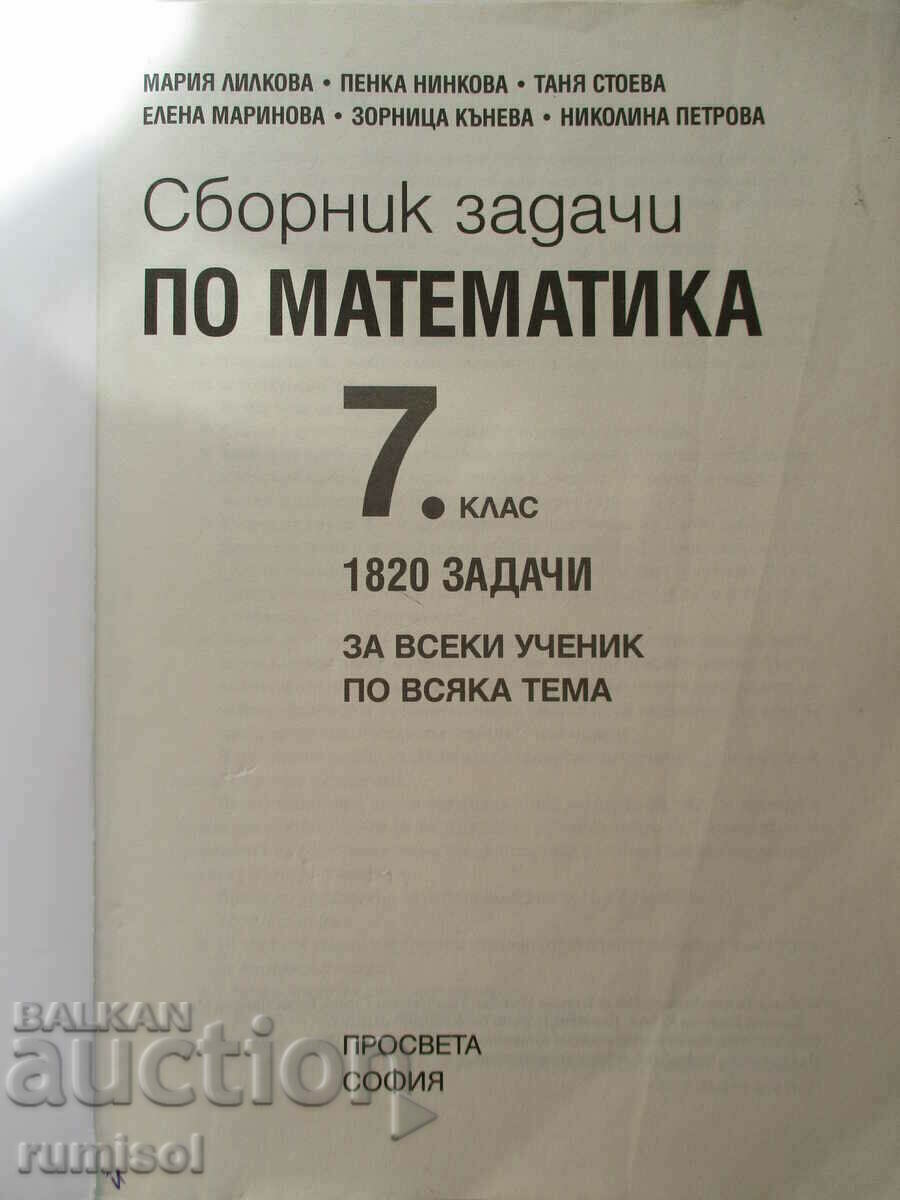 МАРИЯ ЛИЛКОВА • ПЕНКА НИНКОВА • ТАНЯ СТОЕВА
ЕЛЕНА МАРИНОВА • ЗОРНИЦА КЪНЕВА • НИКОЛИНА ПЕТРОВА
Сборник задачи
ПО МАТЕМАТИКА
7. КЛАС
1820 ЗАДАЧИ
ЗА ВСЕКИ УЧЕНИК
ПО ВСЯКА ТЕМА
ПРОСВЕТА
СОФИЯ
BALKAN
auction
rumisol